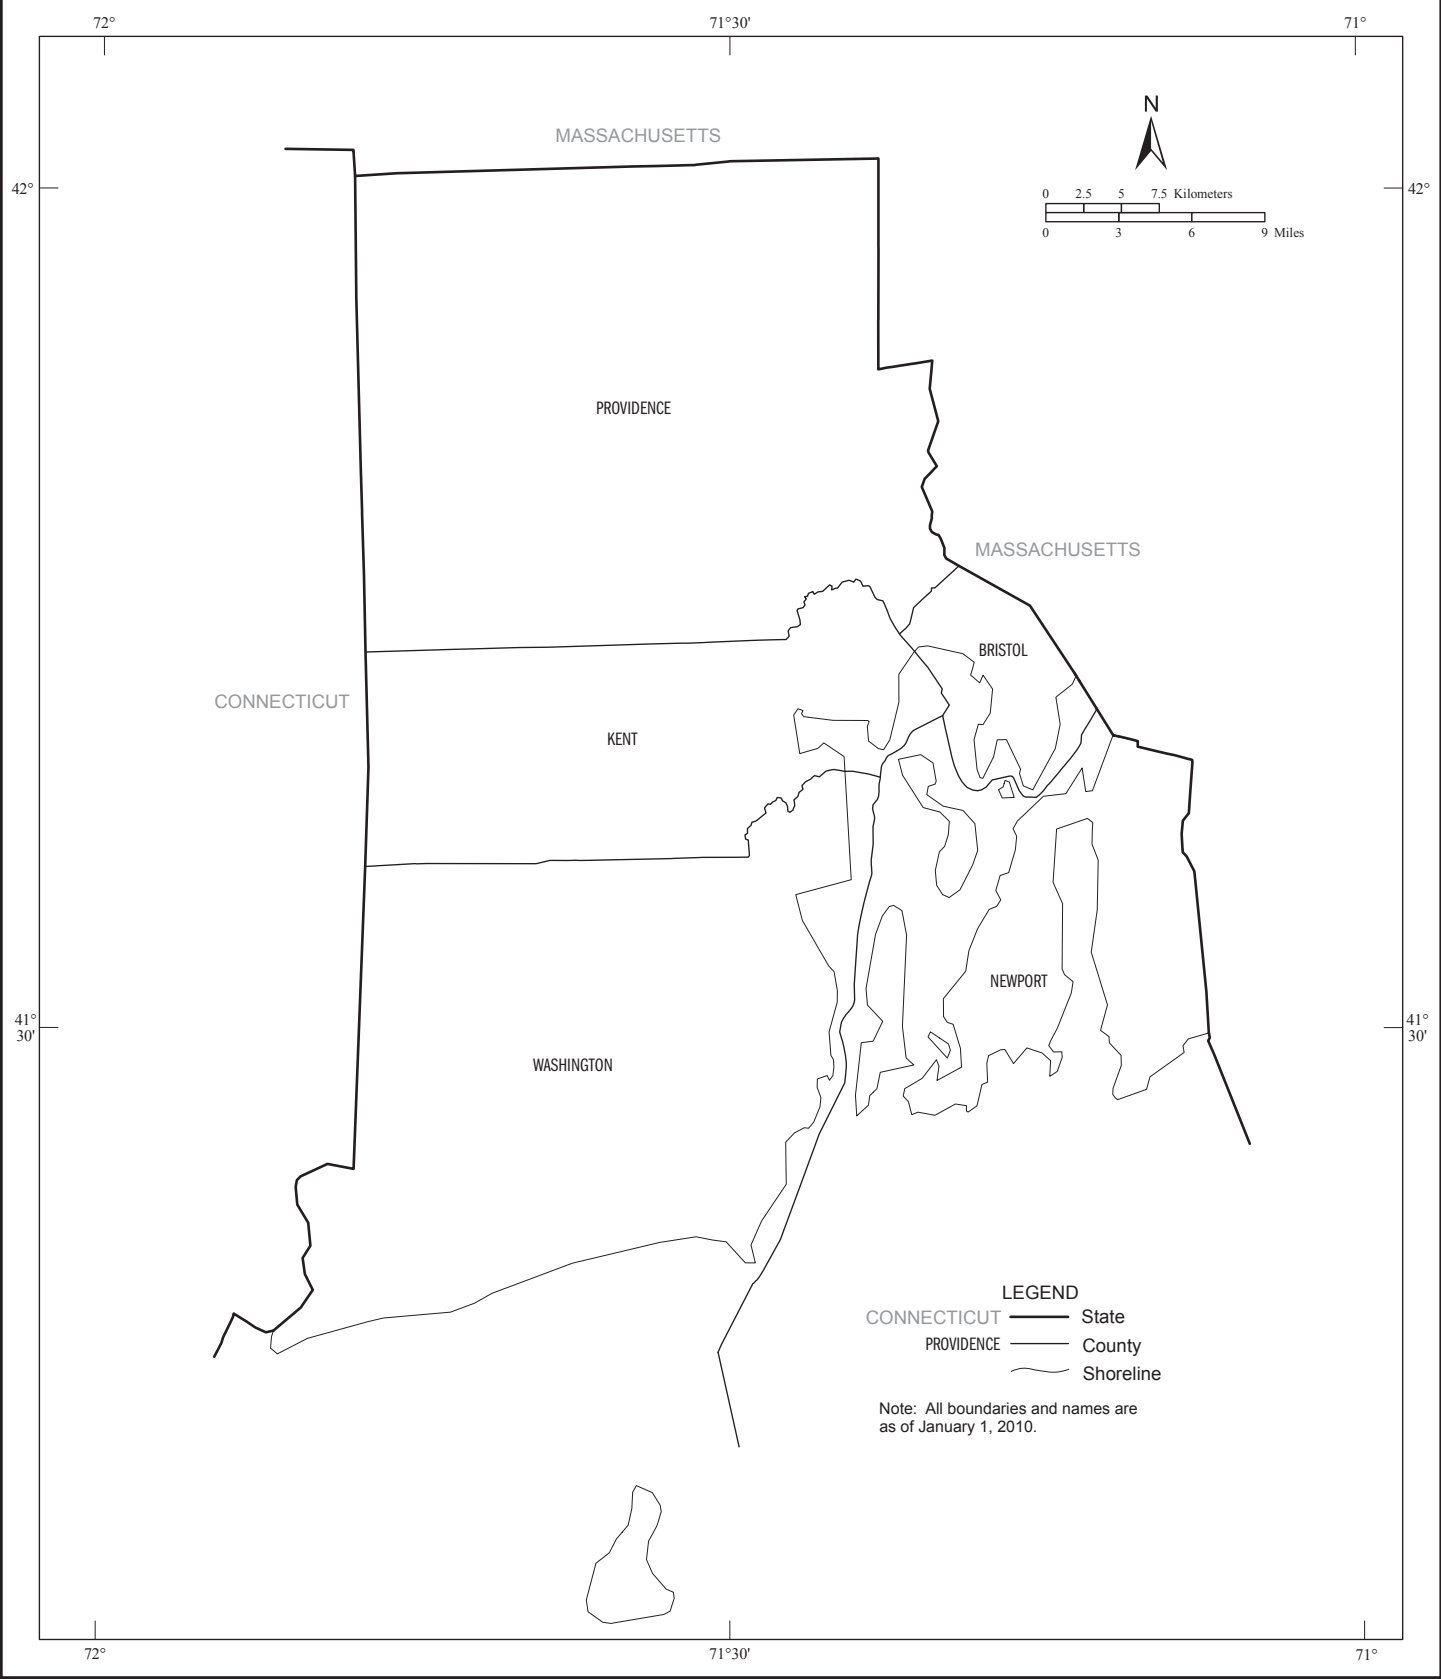 72°
71°30'
71°
N
MASSACHUSETTS
42°
42°
0 2.5 5 7.5 Kilometers
0 3 6 9 Miles
PROVIDENCE
MASSACHUSETTS
BRISTOL
CONNECTICUT
KENT
NEWPORT
41°
30'
41°
30'
WASHINGTON
LEGEND
CONNECTICUT State
PROVIDENCE County
Shoreline
Note: All boundaries and names are
as of January 1, 2010.
72°
71°30'
71°